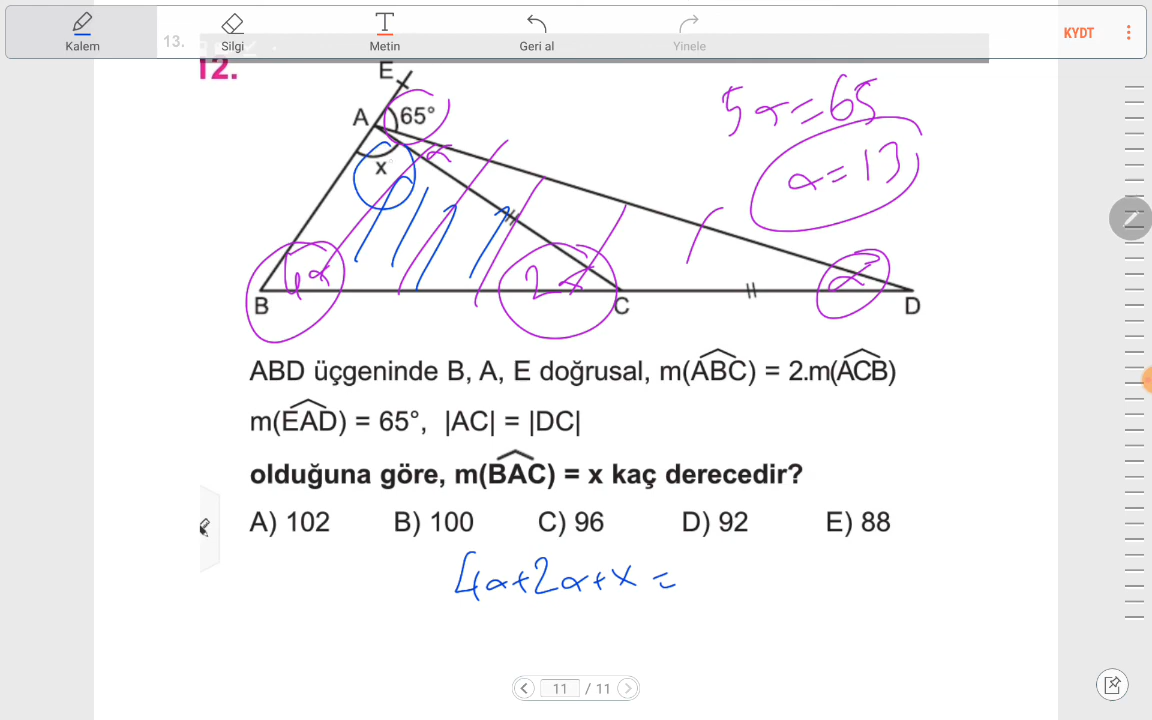 Kalem
13.
Silgi
T
Metin
Geri al
Yinele
KYDT
12.
E
A
65°
x
α
5α=65
α=13
4α
2α
α
B
C
D
ABD üçgeninde B, A, E doğrusal, m(ABC) = 2.m(ACB)
m(EAD) = 65°, |AC| = |DC|
olduğuna göre, m(BAC) = x kaç derecedir?
A) 102 B) 100 C) 96 D) 92 E) 88
4α+2α+x=
11 / 11